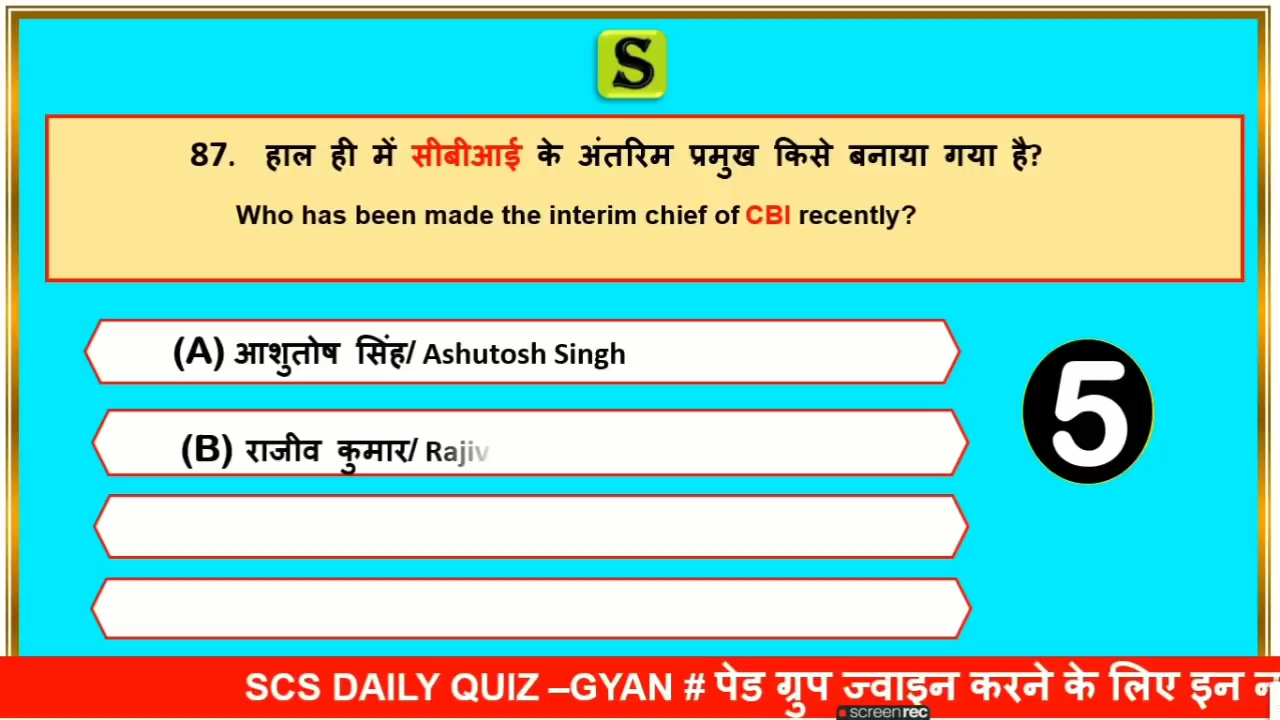 S
87. हाल ही में सीबीआई के अंतरिम प्रमुख किसे बनाया गया है?
Who has been made the interim chief of CBI recently?
(A) आशुतोष सिंह/ Ashutosh Singh
(B) राजीव कुमार/ Rajiv
5
SCS DAILY QUIZ –GYAN # पेड ग्रुप ज्वाइन करने के लिए इन
screenrec